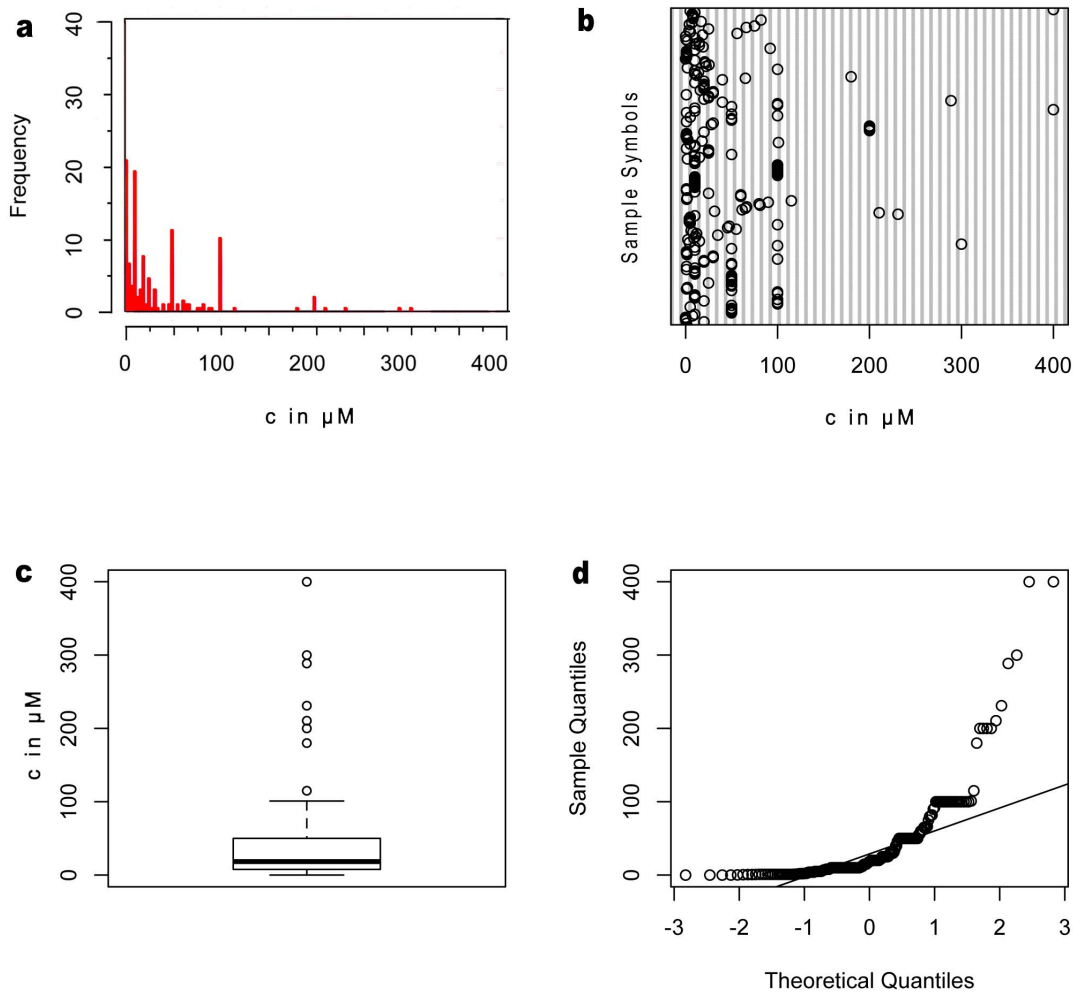 a
Frequency
40
30
20
10
0
0 100 200 300 400
c in µM
b
Sample Symbols
0 100 200 300 400
c in µM
c
c in µM
400
300
200
100
0
d
Sample Quantiles
400
300
200
100
0
-3 -2 -1 0 1 2 3
Theoretical Quantiles